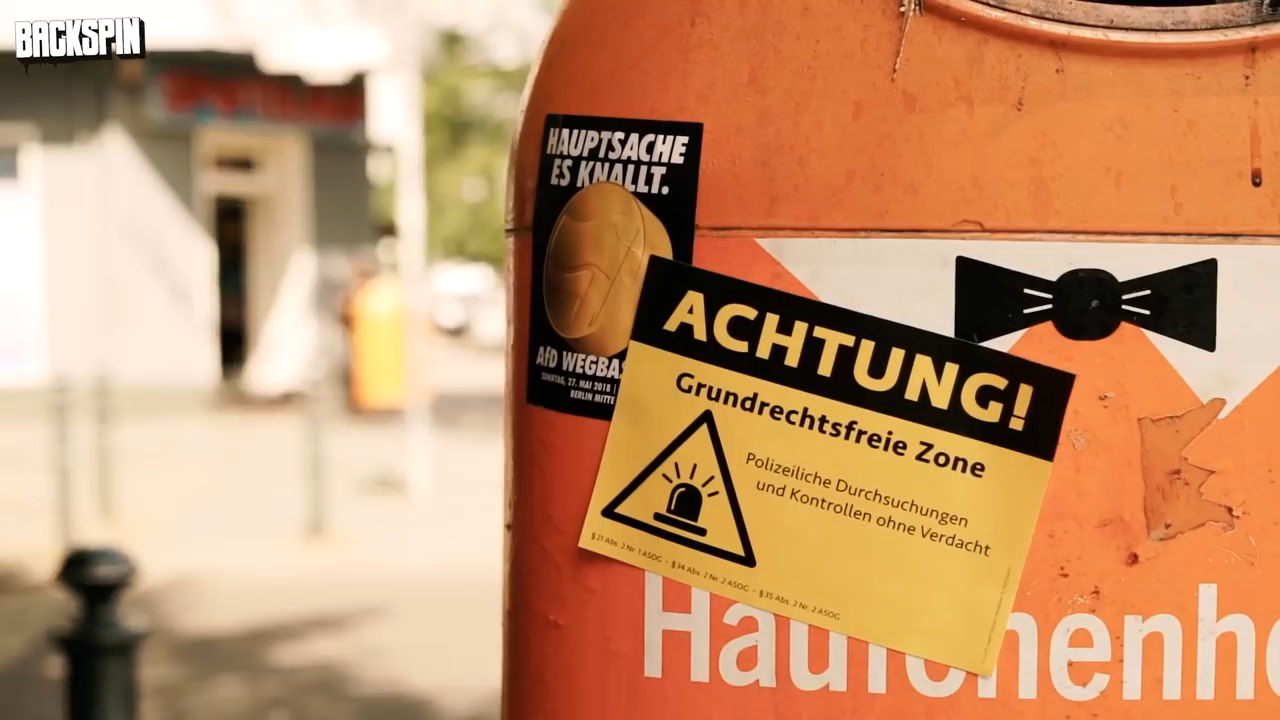 BACKSPIN
HAUPTSACHE
ES KNALLT.
AfD
SONNTAG, 27. MAI 2018 |
BERLIN MITTE
ACHTUNG!
Grundrechtsfreie Zone
Polizeiliche Durchsuchungen
und Kontrollen ohne Verdacht
§ 21 Abs. 2 Nr. 1 ASOG - § 34 Abs. 2 Nr. 2 ASOG - § 35 Abs. 2 Nr. 2 ASOG